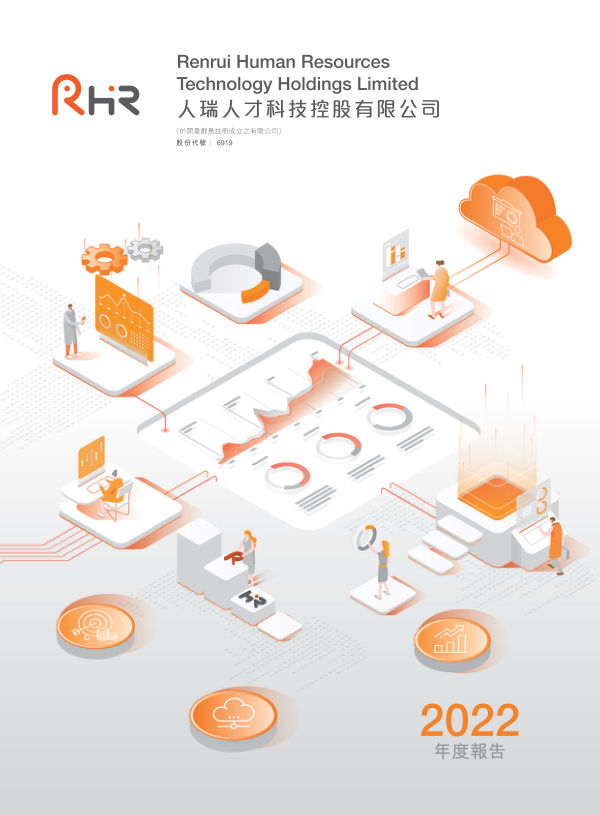 RHR
Renrui Human Resources
Technology Holdings Limited
人瑞人才科技控股有限公司
（於開曼群島註冊成立之有限公司）
股份代號： 6919
3
R
HR
2022
年度報告